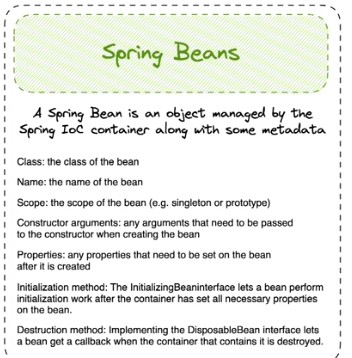 Spring Beans
A Spring Bean is an object managed by the
Spring IoC container along with some metadata
Class: the class of the bean
Name: the name of the bean
Scope: the scope of the bean (e.g. singleton or prototype)
Constructor arguments: any arguments that need to be passed
to the constructor when creating the bean
Properties: any properties that need to be set on the bean
after it is created
Initialization method: The InitializingBeaninterface lets a bean perform
initialization work after the container has set all necessary properties
on the bean.
Destruction method: Implementing the DisposableBean interface lets
a bean get a callback when the container that contains it is destroyed.